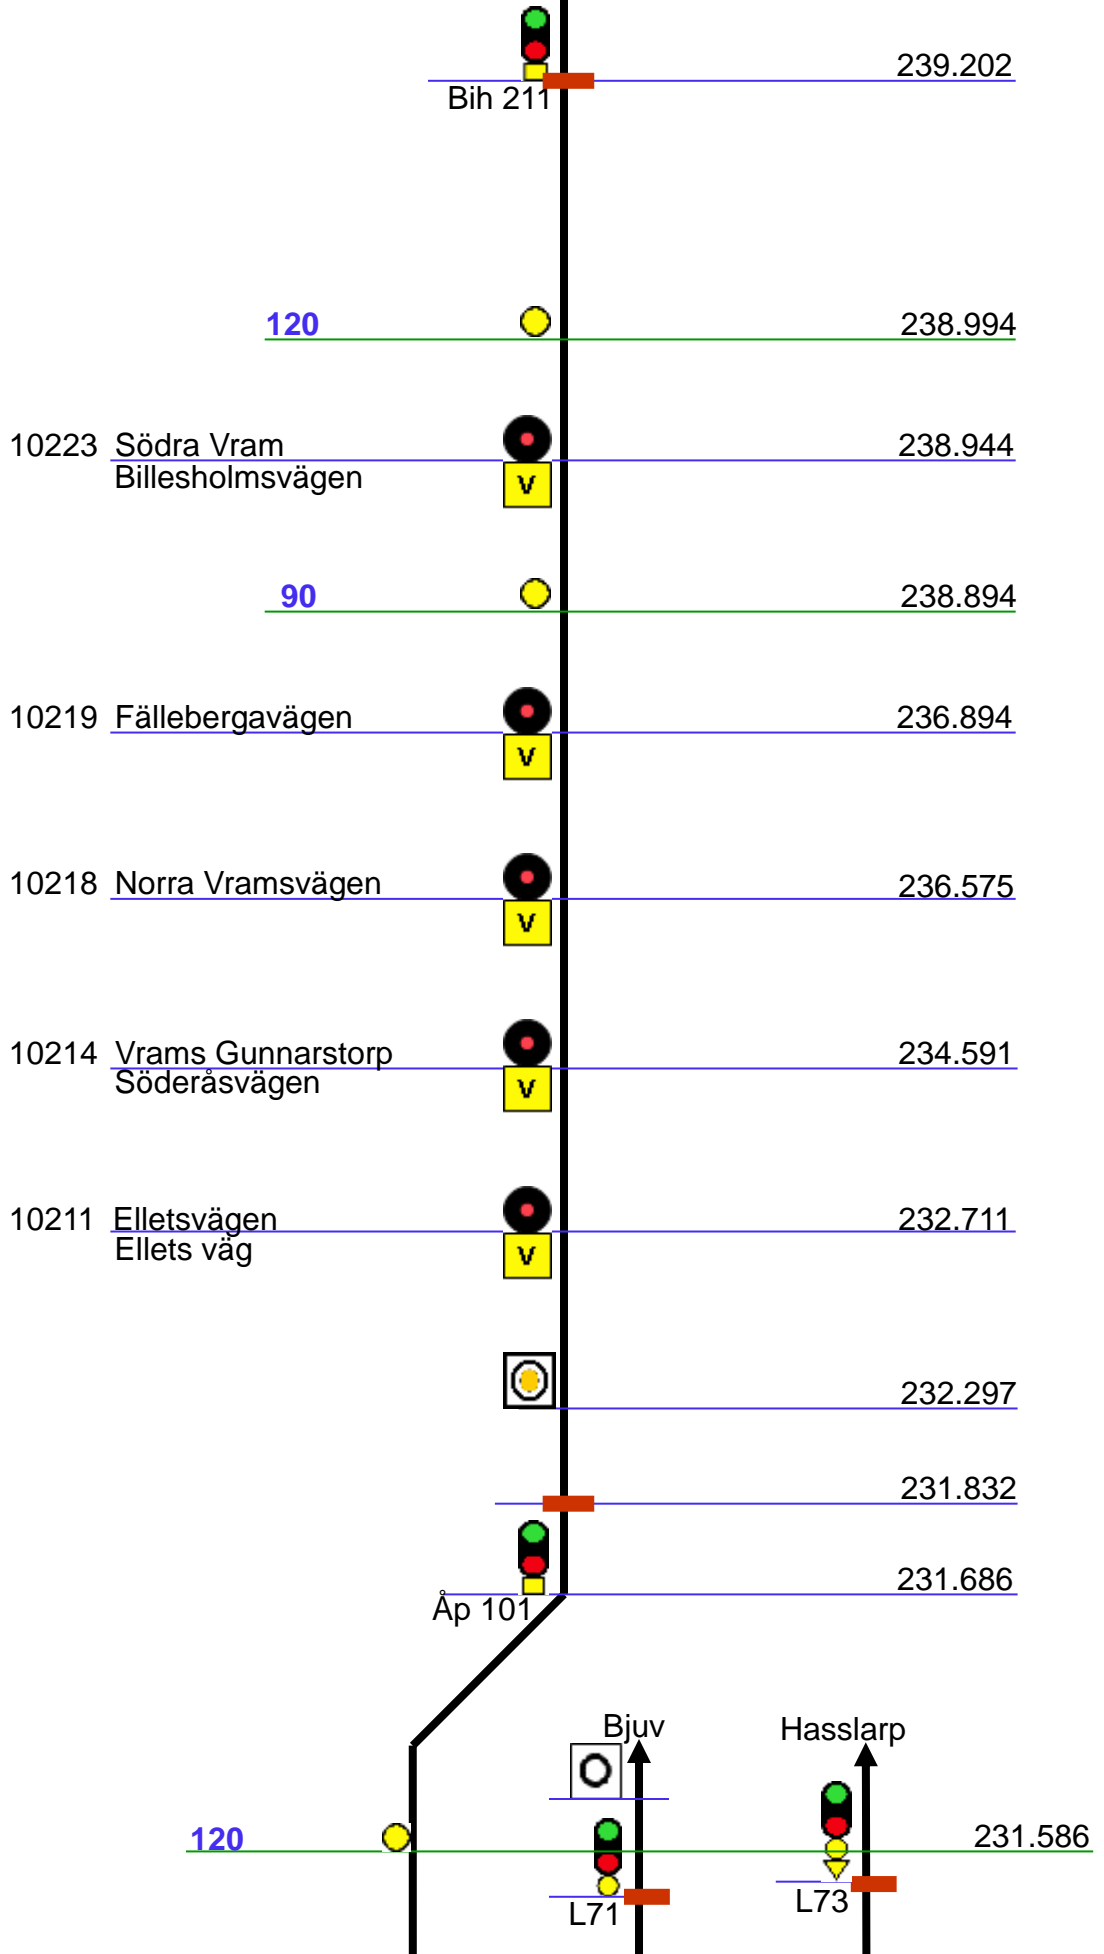 239.202
Bih 211
120
238.994
10223 Södra Vram 238.944
Billesholmsvägen
V
90
238.894
10219 Fällebergavägen 236.894
V
10218 Norra Vramsvägen 236.575
V
10214 Vrams Gunnarstorp 234.591
Söderåsvägen
V
10211 Elletsvägen 232.711
Ellets väg
V
232.297
231.832
231.686
Åp 101
Bjuv
Hasslarp
120
231.586
L73
L71